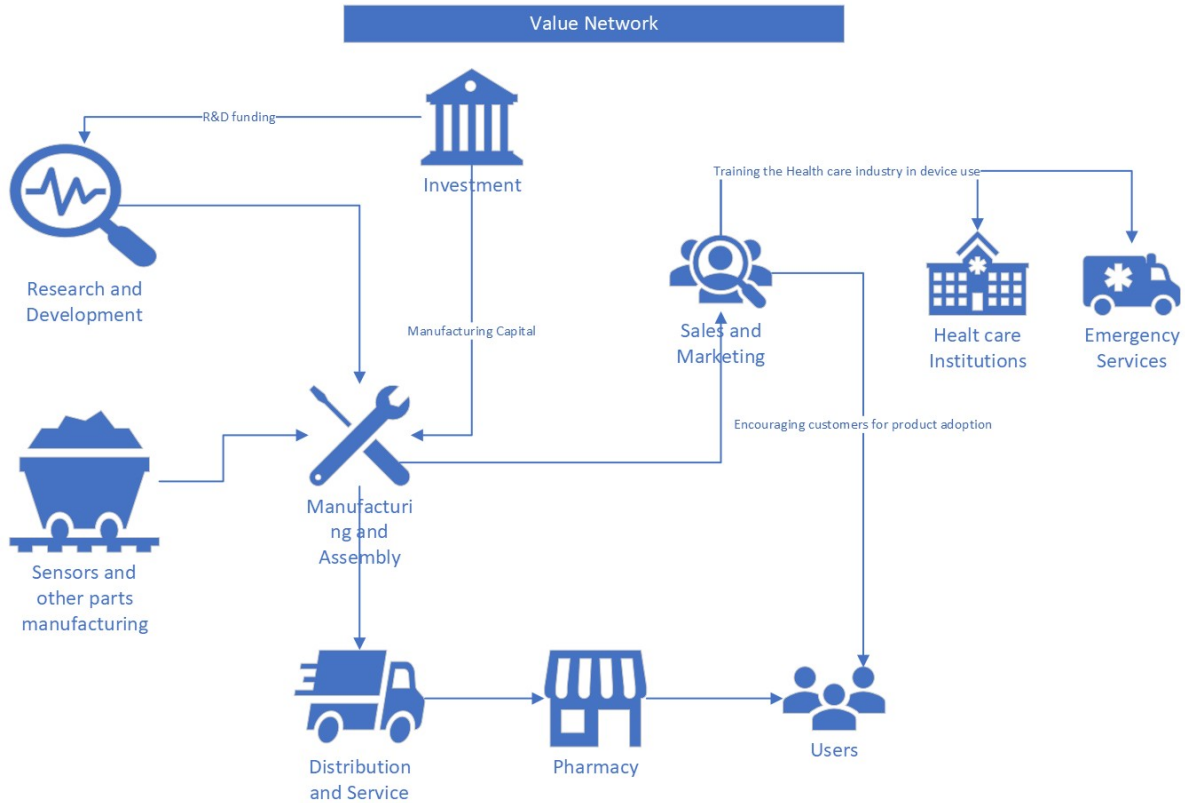 Value Network
R&D funding
Investment
Training the Health care industry in device use
Research and
Development
Manufacturing Capital
Sales and
Marketing
Healt care
Institutions
Emergency
Services
Encouraging customers for product adoption
Manufacturi
ng and
Assembly
Sensors and
other parts
manufacturing
Distribution
and Service
Pharmacy
Users